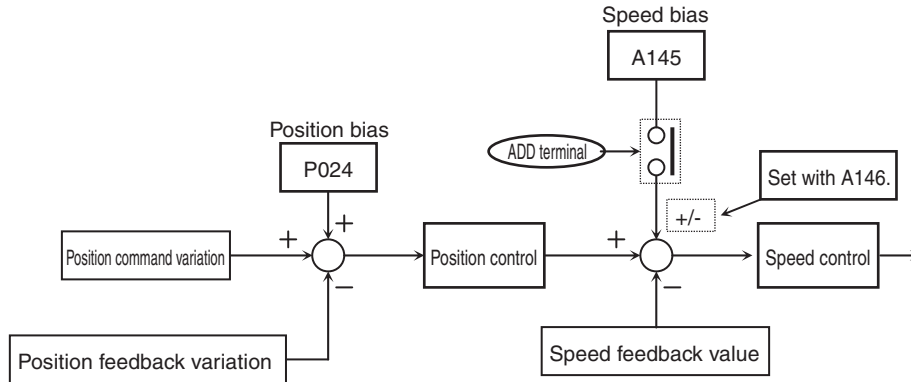 Speed bias
A145
Position bias
ADD terminal
P024
Set with A146.
+/-
+
+
+
Position command variation
Position control
Speed control
−
−
Position feedback variation
Speed feedback value